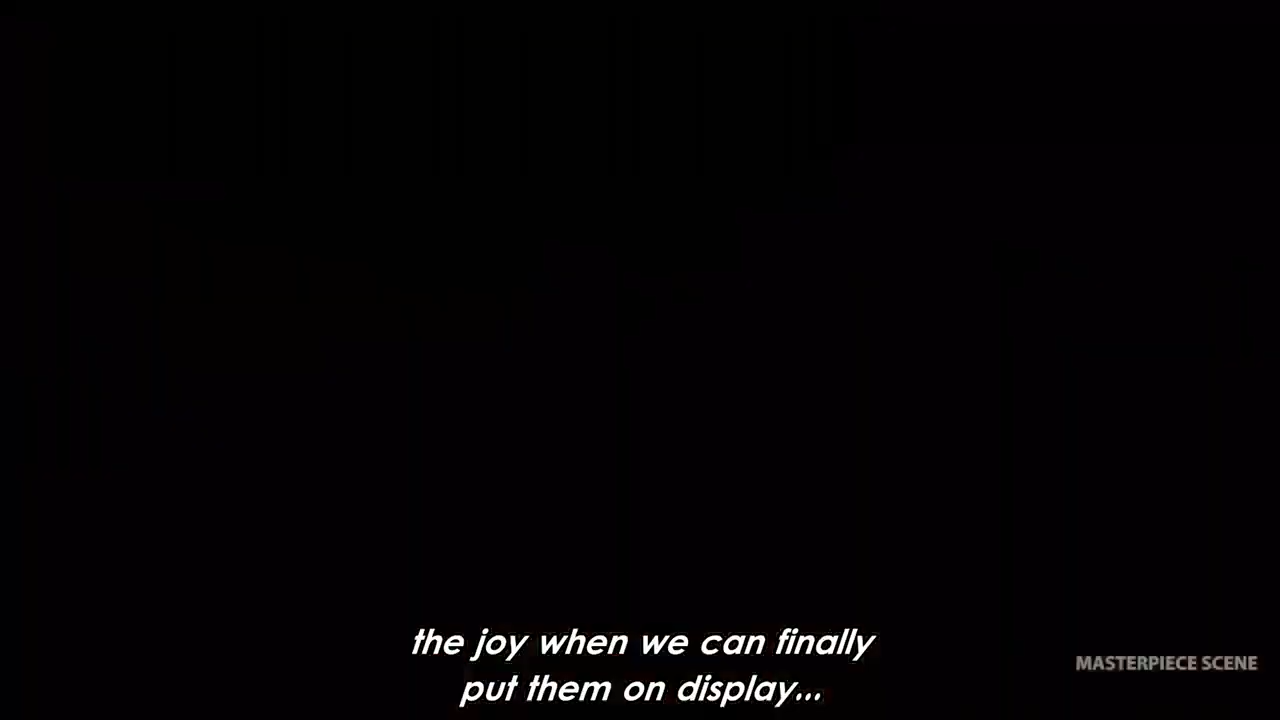 the joy when we can finally
put them on display...
MASTERPIECE SCENE